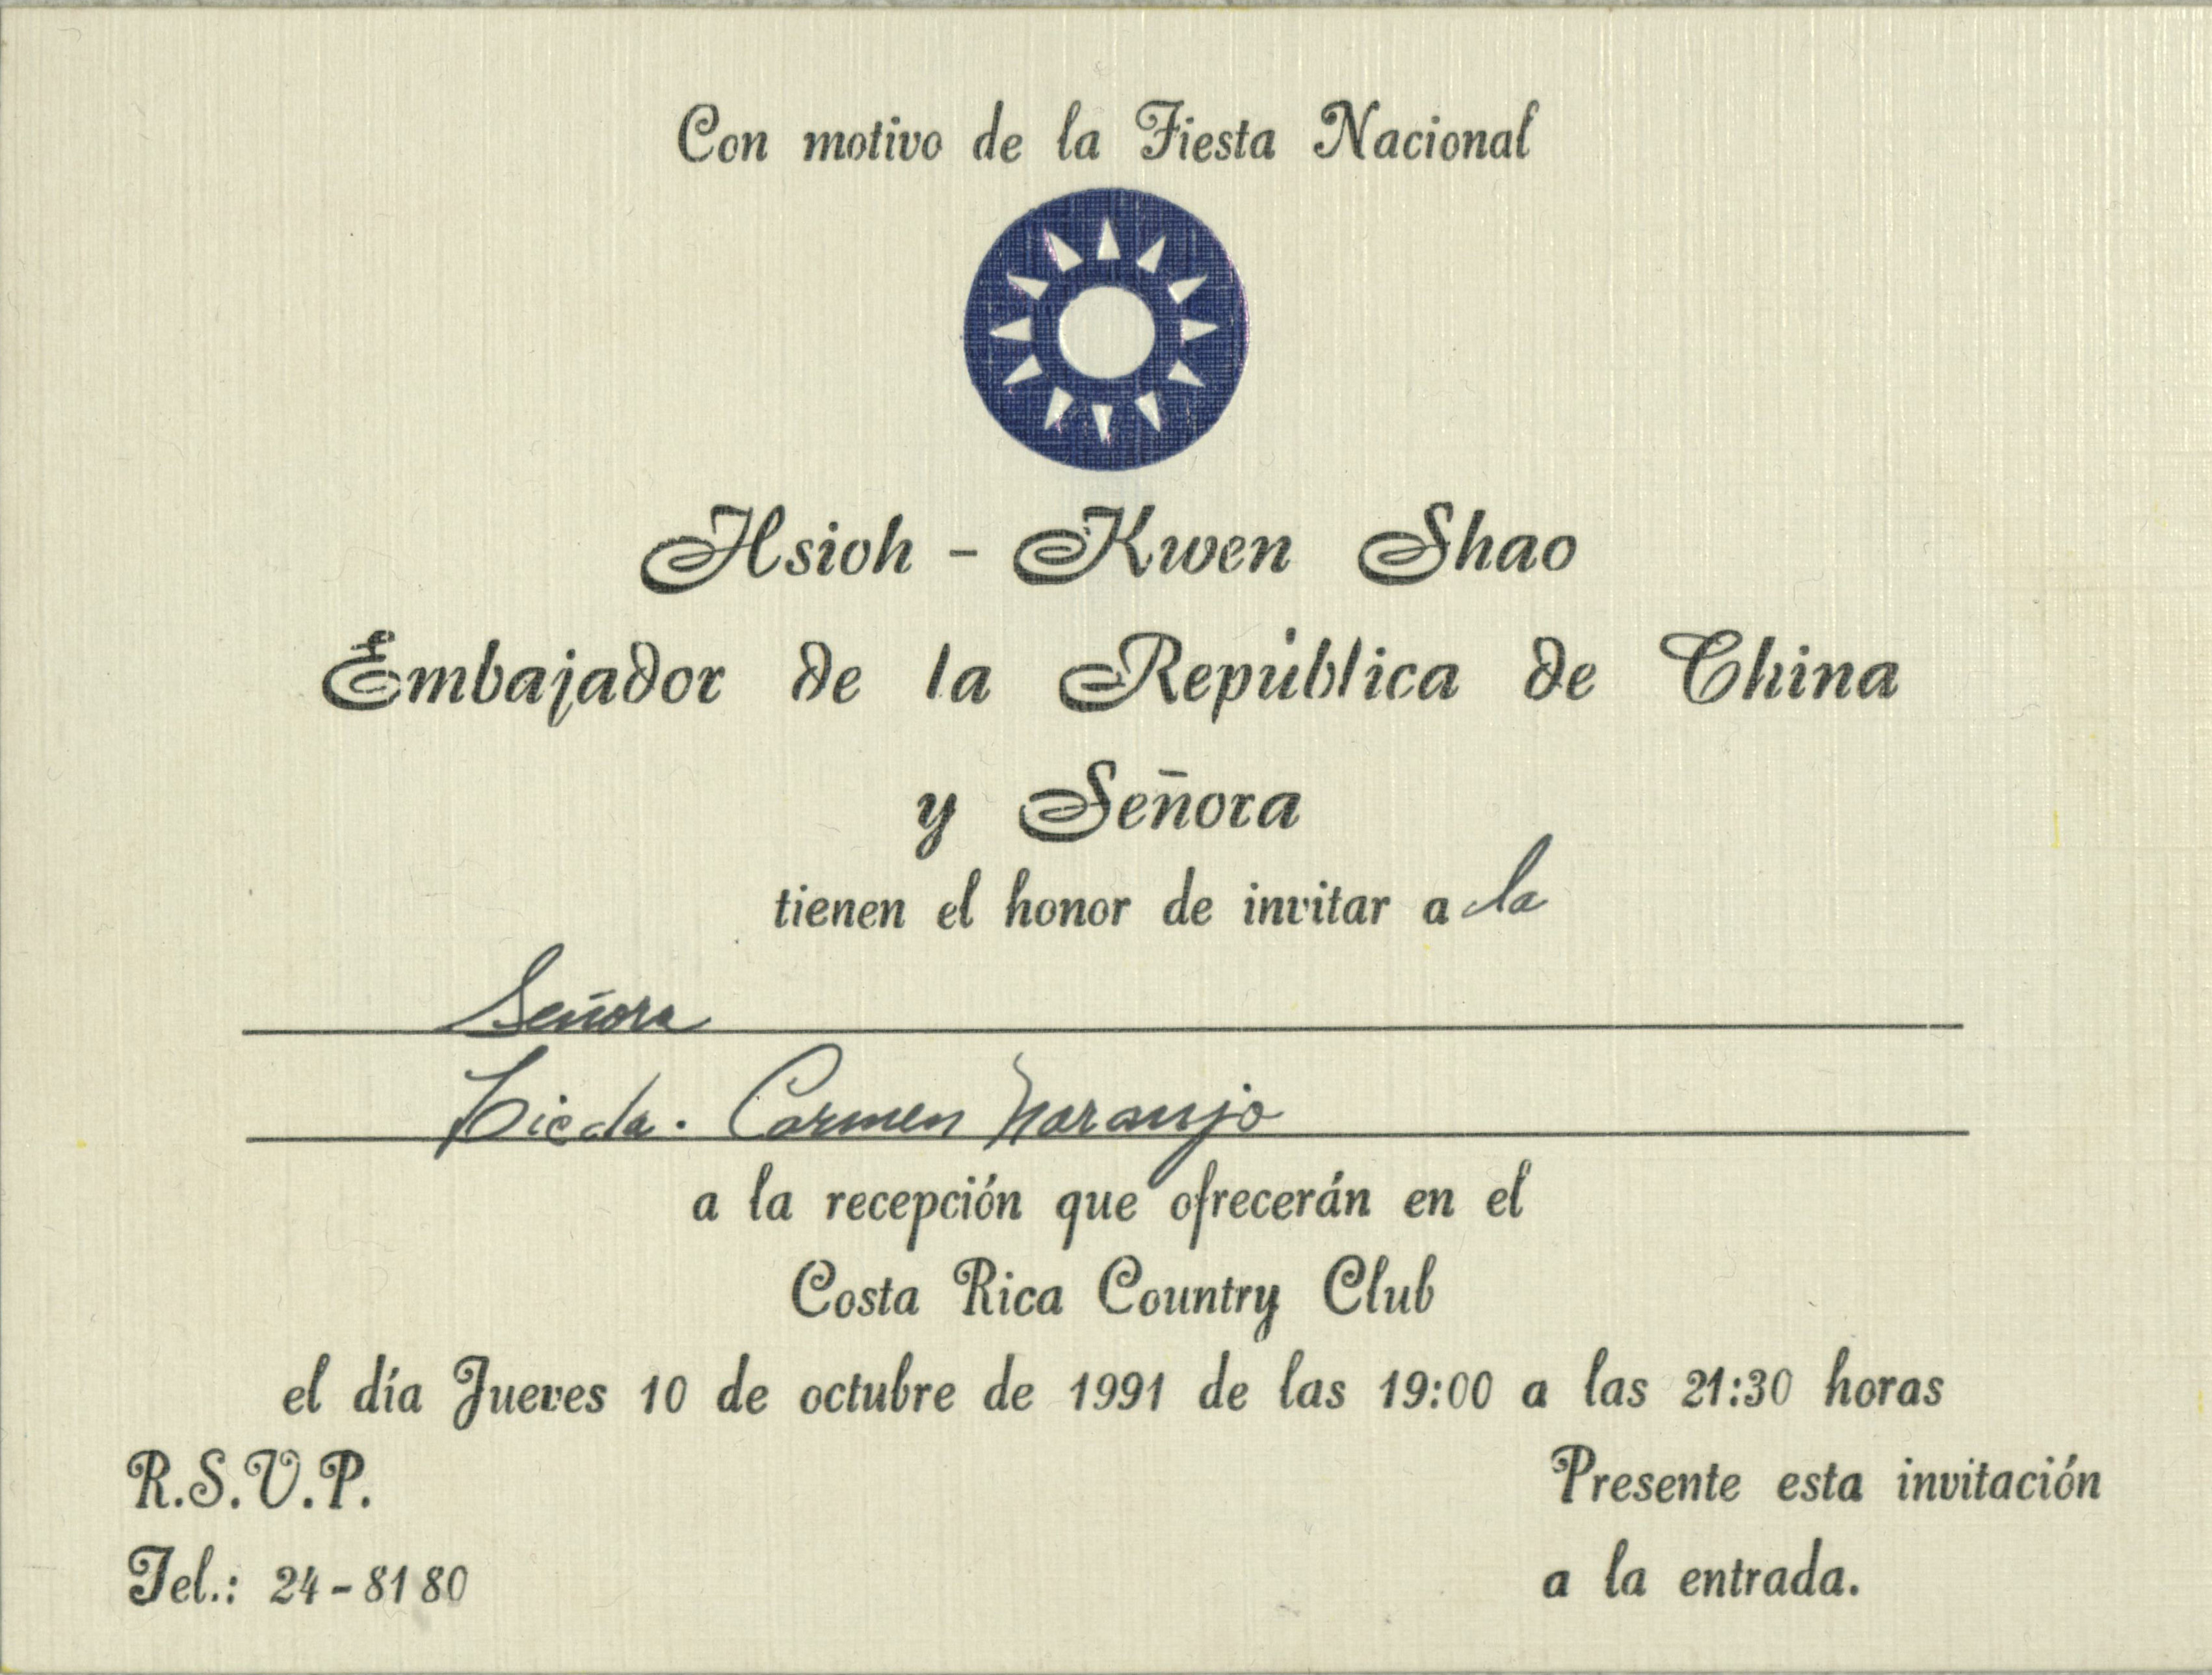 Con motivo de la Fiesta Nacional
Hsioh - Kwen Shao
Embajador de la República de China
y Señora
tienen el honor de invitar a la
Señora
Licda. Carmen Naranjo
a la recepción que ofrecerán en el
Costa Rica Country Club
el día Jueves 10 de octubre de 1991 de las 19:00 a las 21:30 horas
R.S.V.P.
Tel.: 24-8180
Presente esta invitación
a la entrada.